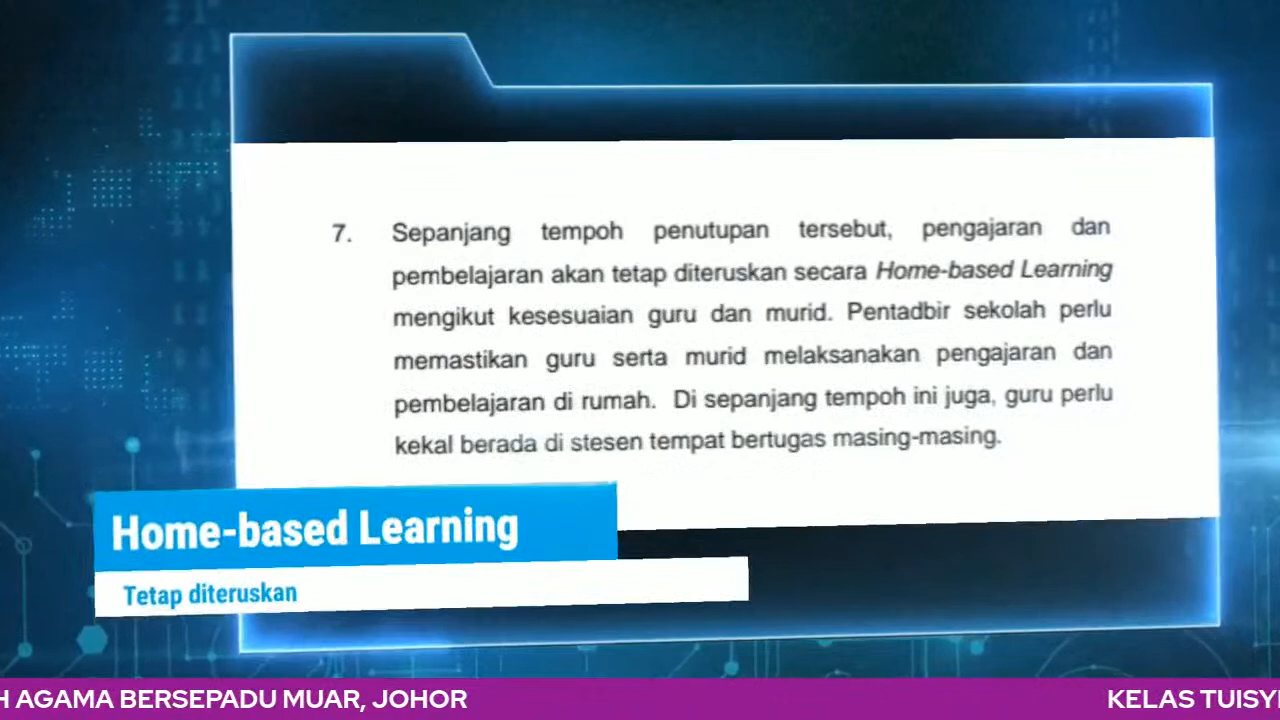 7. Sepanjang tempoh penutupan tersebut, pengajaran dan
pembelajaran akan tetap diteruskan secara Home-based Learning
mengikut kesesuaian guru dan murid. Pentadbir sekolah perlu
memastikan guru serta murid melaksanakan pengajaran dan
pembelajaran di rumah. Di sepanjang tempoh ini juga, guru perlu
kekal berada di stesen tempat bertugas masing-masing.
Home-based Learning
Tetap diteruskan
H AGAMA BERSEPADU MUAR, JOHOR
KELAS